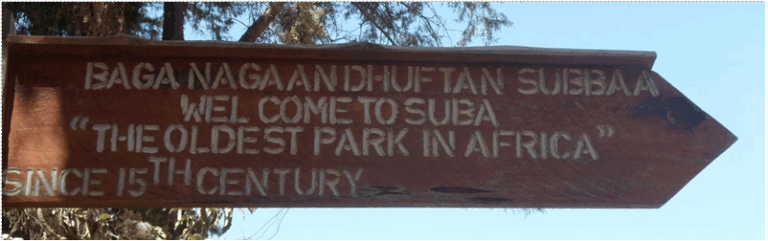 BAGA NAGAAN DHUFTAN SUBBAA
WEL COME TO SUBA
"THE OLDEST PARK IN AFRICA"
SINCE 15TH CENTURY